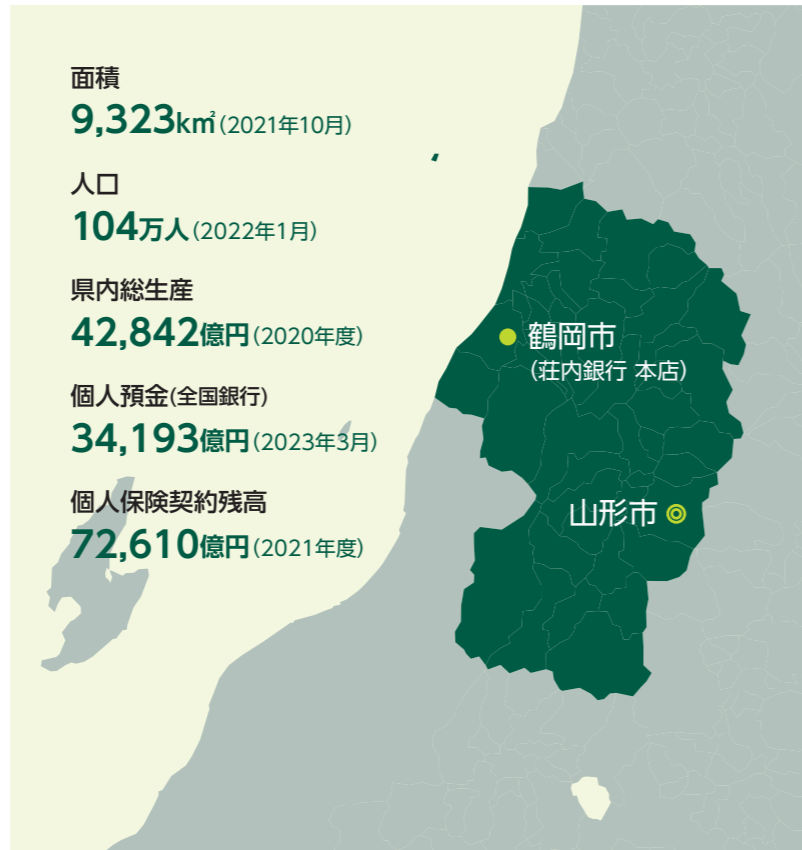 面積
9,323k㎡(2021年10月)
人口
104万人(2022年1月)
県内総生産
42,842億円(2020年度)
個人預金(全国銀行)
34,193億円(2023年3月)
個人保険契約残高
72,610億円(2021年度)
鶴岡市
(荘内銀行 本店)
山形市